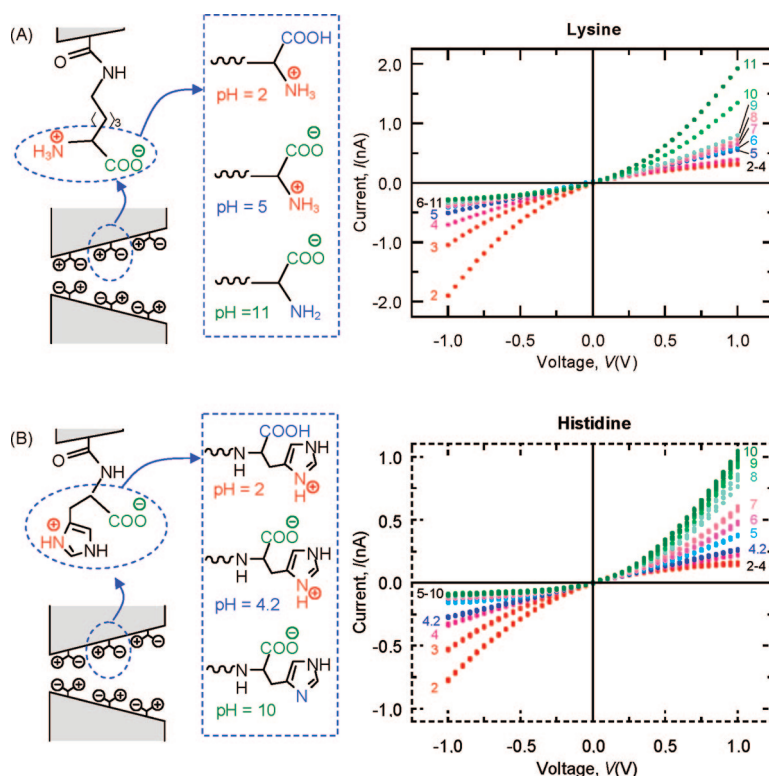 (A)
O
NH
3
⊕
H₃N
COO
⊖
COOH
⊕
NH₃
pH = 2
⊖
COO
⊕
NH₃
pH = 5
⊖
COO
NH₂
pH =11
Lysine
Current, I(nA)
2.0
1.0
0.0
-1.0
-2.0
11
10
9
8
7
6
5
2-4
6-11
5
4
3
2
-1.0 -0.5 0.0 0.5 1.0
Voltage, V(V)
(B)
O
NH
⊖
COO
⊕
HN
NH
COOH
NH
N
H
N
H
⊕
pH = 2
⊖
COO
NH
N
H
N
H
⊕
pH = 4.2
⊖
COO
NH
N
H
N
pH = 10
Histidine
Current, I(nA)
1.0
0.5
0.0
-0.5
-1.0
10
9
8
7
6
5
4.2
2-4
5-10
4.2
4
3
2
-1.0 -0.5 0.0 0.5 1.0
Voltage, V(V)